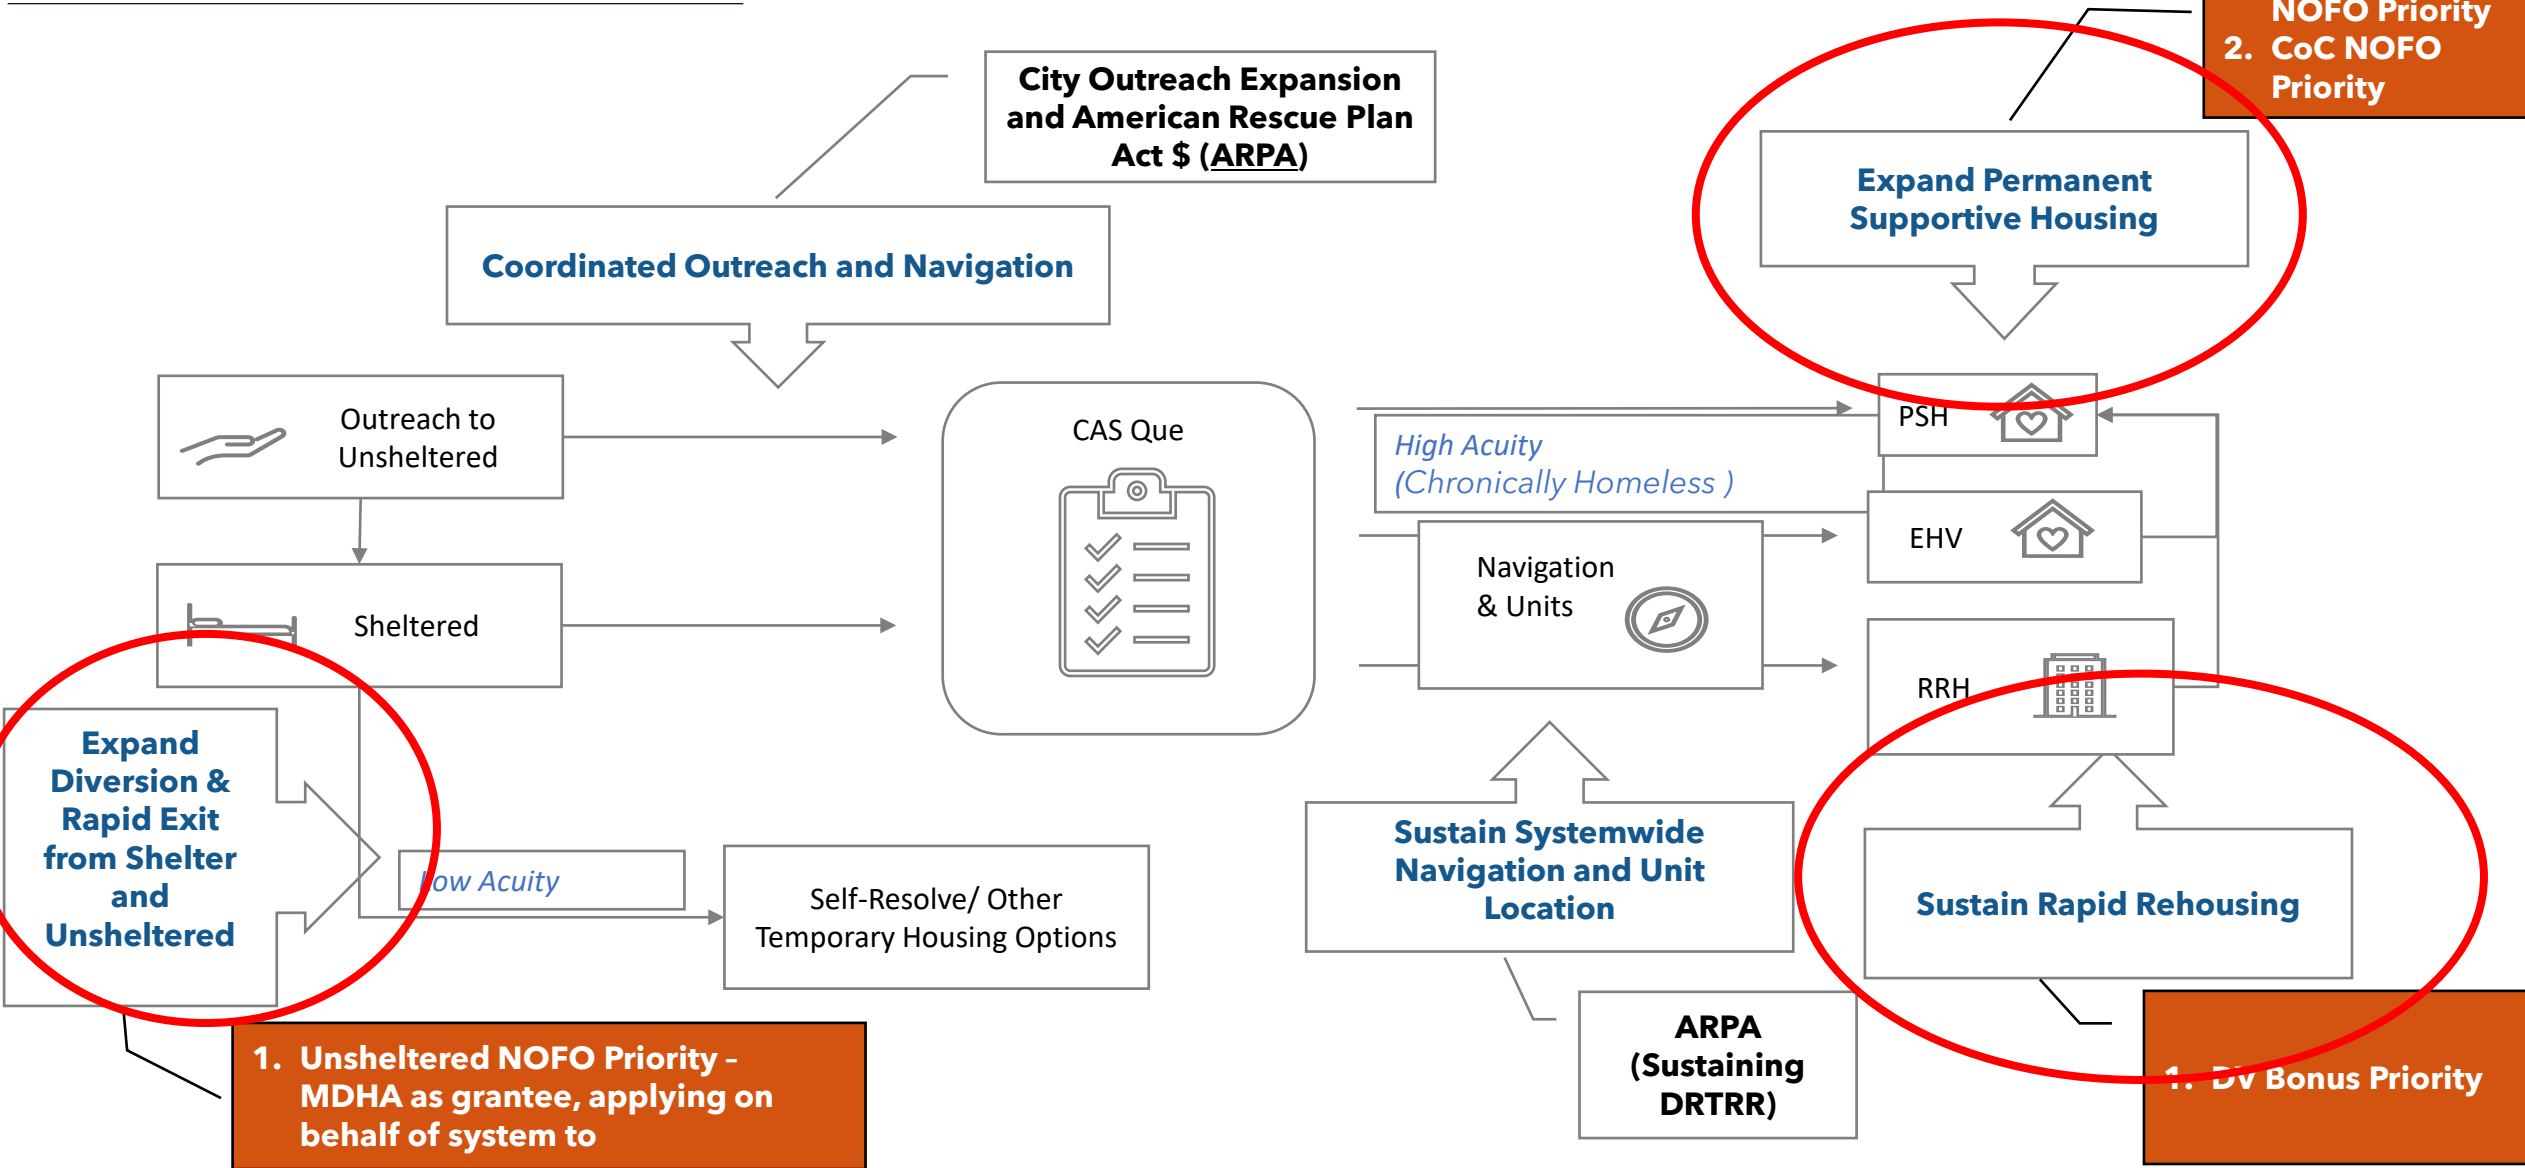 NOFO Priority
2. CoC NOFO
Priority
City Outreach Expansion
and American Rescue Plan
Act $ (ARPA)
Expand Permanent
Supportive Housing
Coordinated Outreach and Navigation
Outreach to
Unsheltered
CAS Que
PSH
High Acuity
(Chronically Homeless )
EHV
Navigation
& Units
Sheltered
RRH
Expand
Diversion &
Rapid Exit
from Shelter
and
Unsheltered
Low Acuity
Self-Resolve/ Other
Temporary Housing Options
Sustain Systemwide
Navigation and Unit
Location
Sustain Rapid Rehousing
ARPA
(Sustaining
DRTRR)
1. Unsheltered NOFO Priority –
MDHA as grantee, applying on
behalf of system to
1. DV Bonus Priority